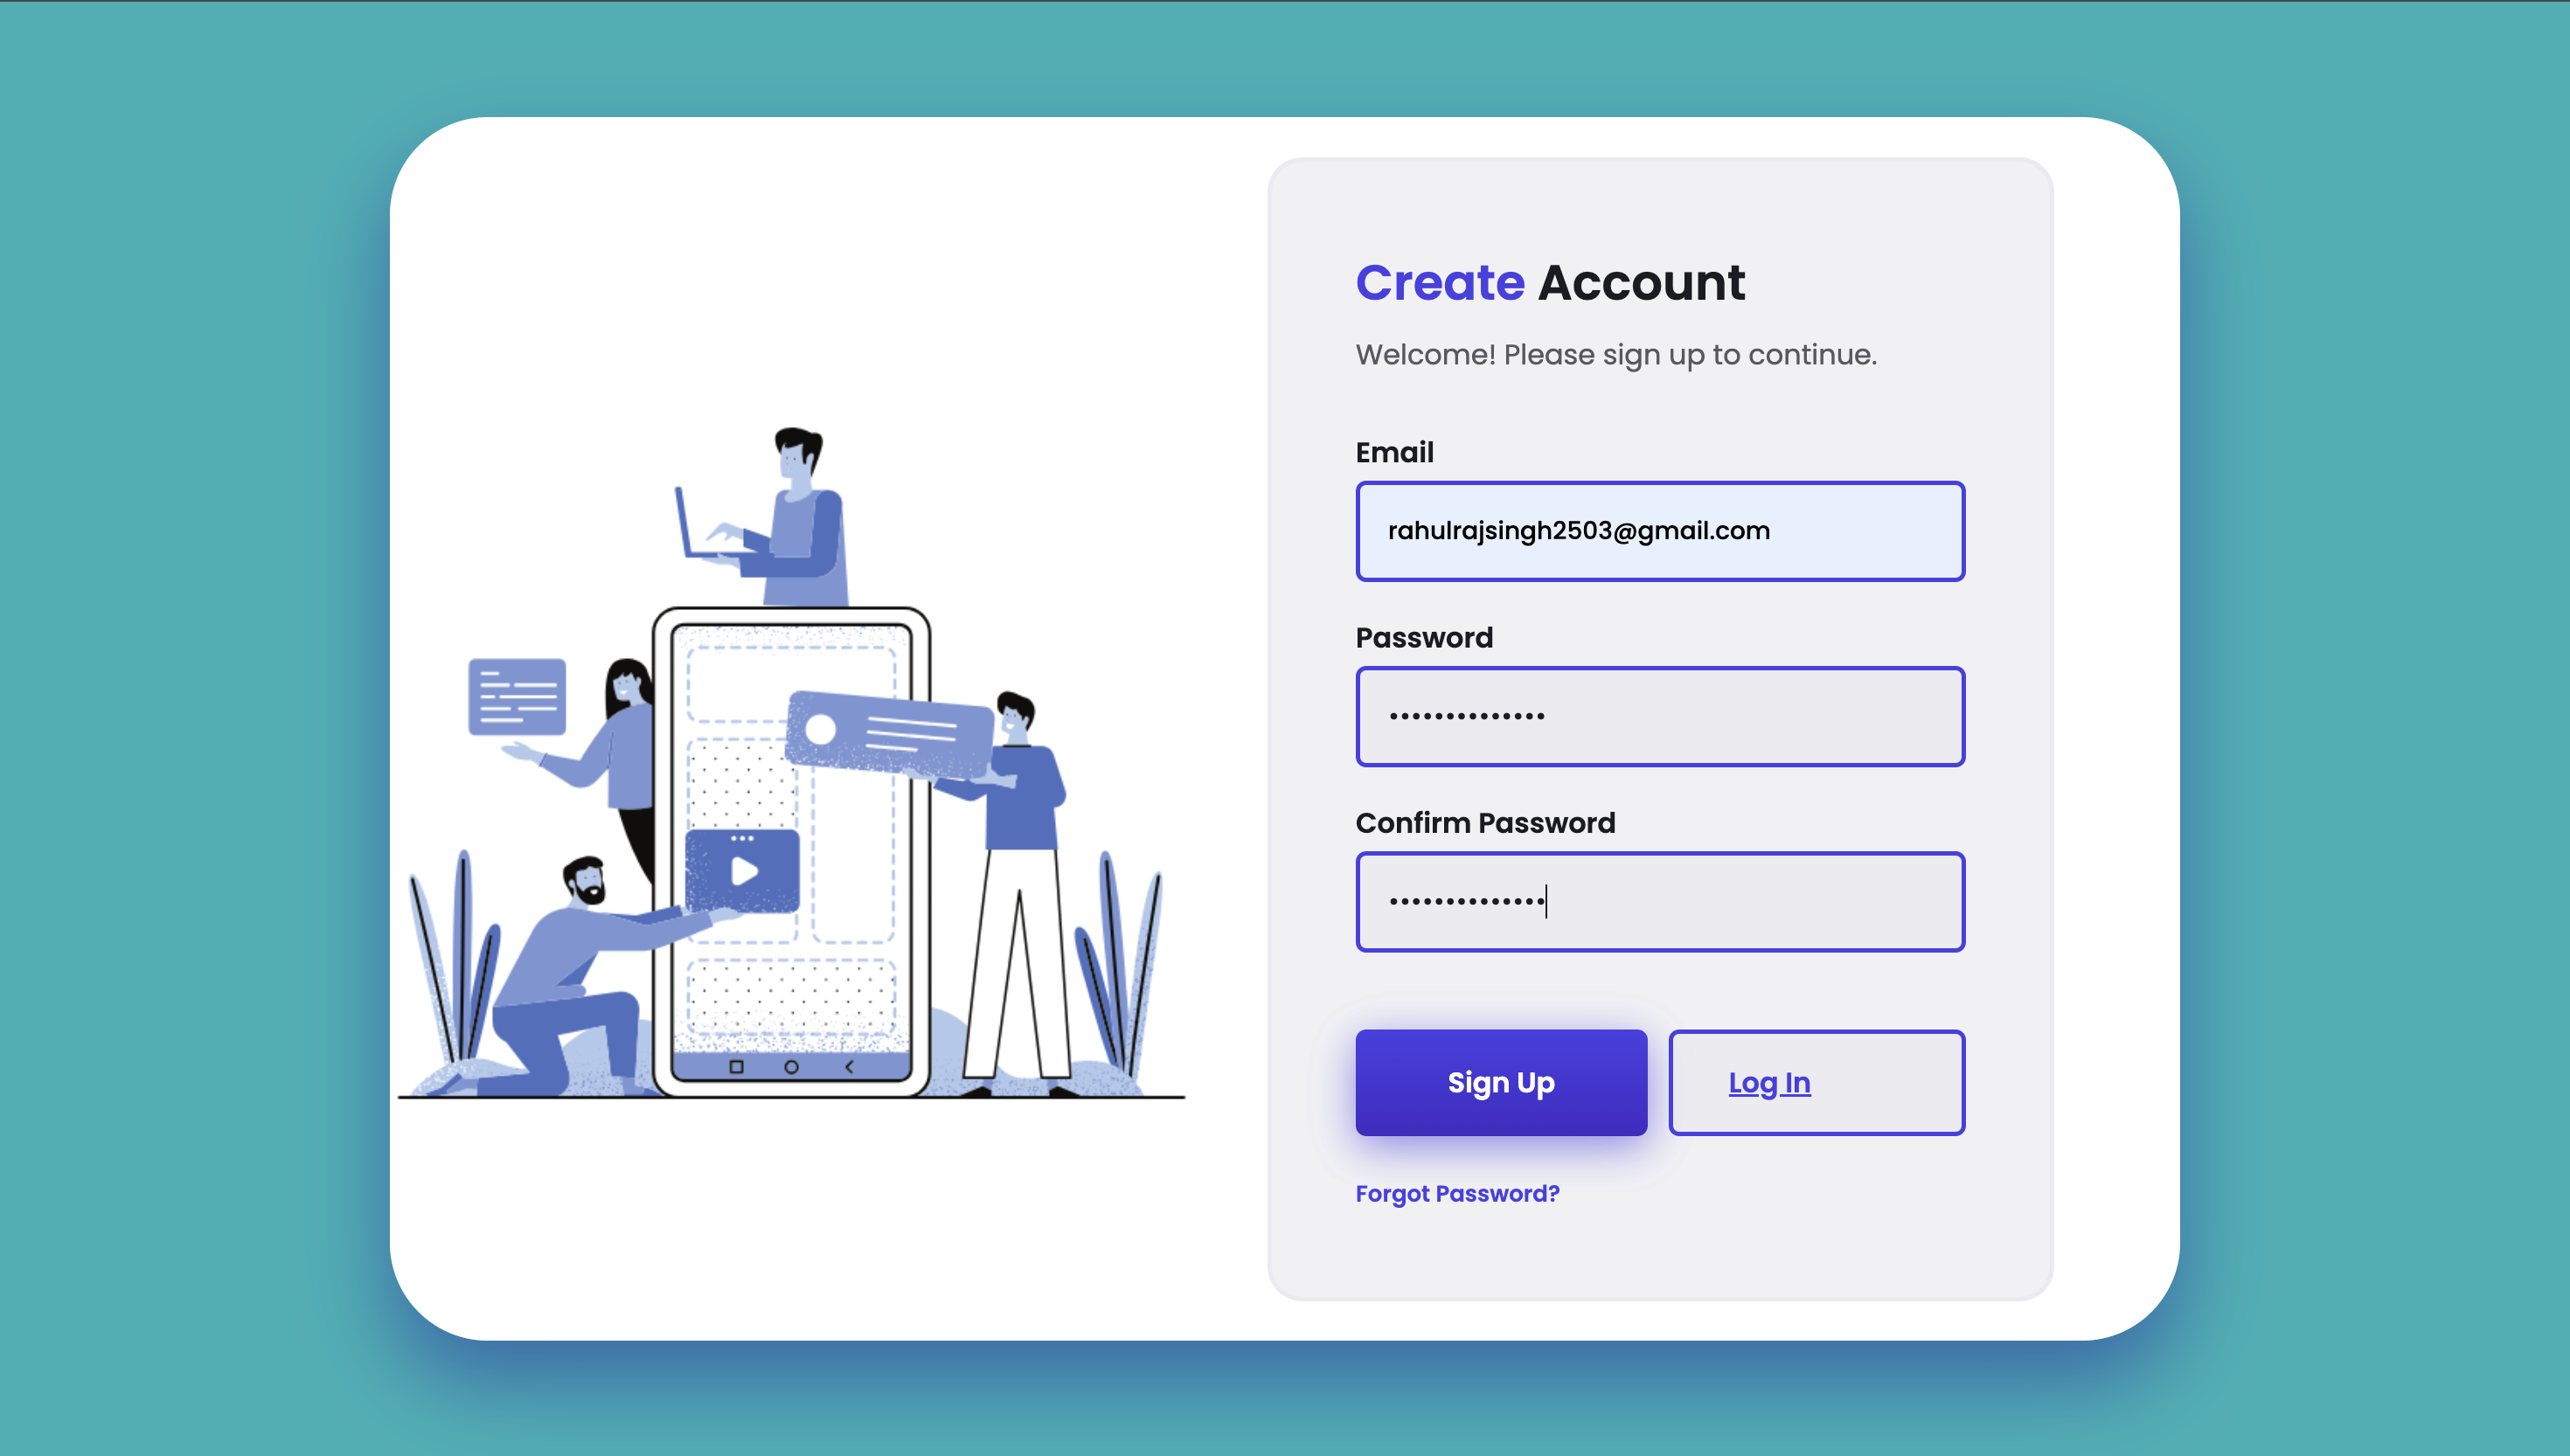 Create Account
Welcome! Please sign up to continue.
Email
rahulrajsingh2503@gmail.com
Password
••••••••••••••
Confirm Password
••••••••••••••
Sign Up
Log In
Forgot Password?